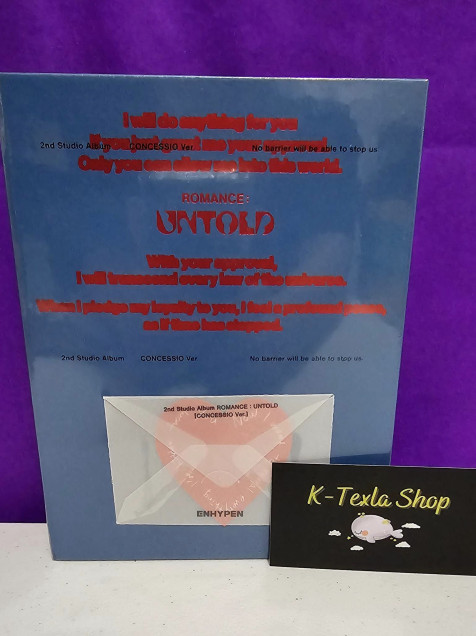 I will do anything for you
2nd Studio Album CONCESSIO Ver. No barrier will be able to stop us
Only you can allow me into this world.
ROMANCE:
UNTOLD
With your approval,
I will transcend every law of the universe.
When I pledge my loyalty to you, I feel a profound
as if time has stopped.
2nd Studio Album CONCESSIO Ver No barrier will be able to stop us
2nd Studio Album ROMANCE : UNTOLD
[CONCESSIO Ver.]
ENHYPEN
K-Texla Shop